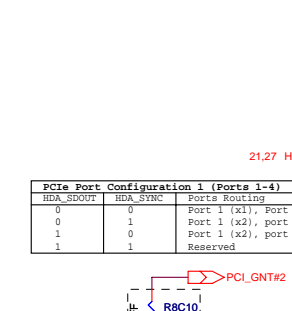 21,27 H
PCIe Port Configuration 1 (Ports 1-4)
HDA_SDOUT HDA_SYNC Ports Routing
0 0 Port 1 (x1), Port
0 1 Port 1 (x2), port
1 0 Port 1 (x2), port
1 1 Reserved
PCI_GNT#2
R8C10